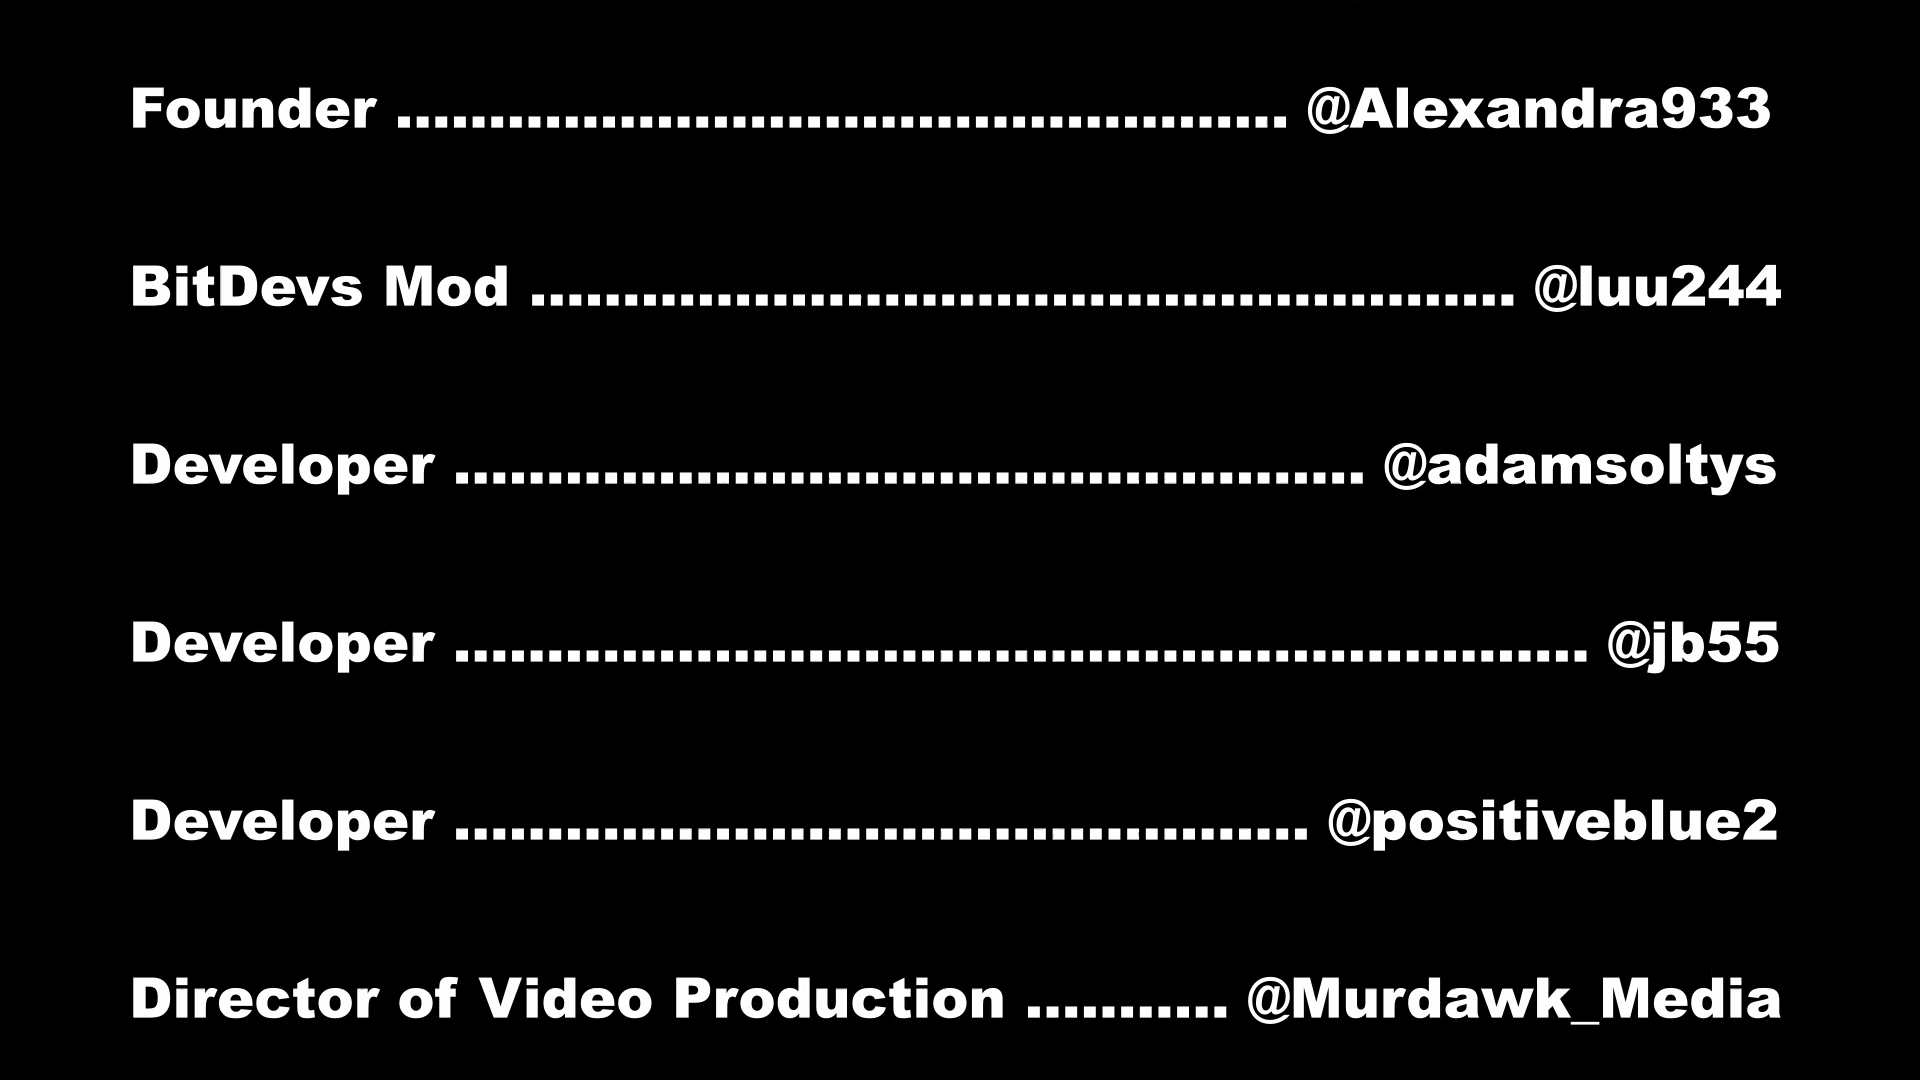 Founder ................................................ @Alexandra933
BitDevs Mod ..................................................... @luu244
Developer ................................................. @adamsoltys
Developer ............................................................. @jb55
Developer .............................................. @positiveblue2
Director of Video Production ........... @Murdawk_Media